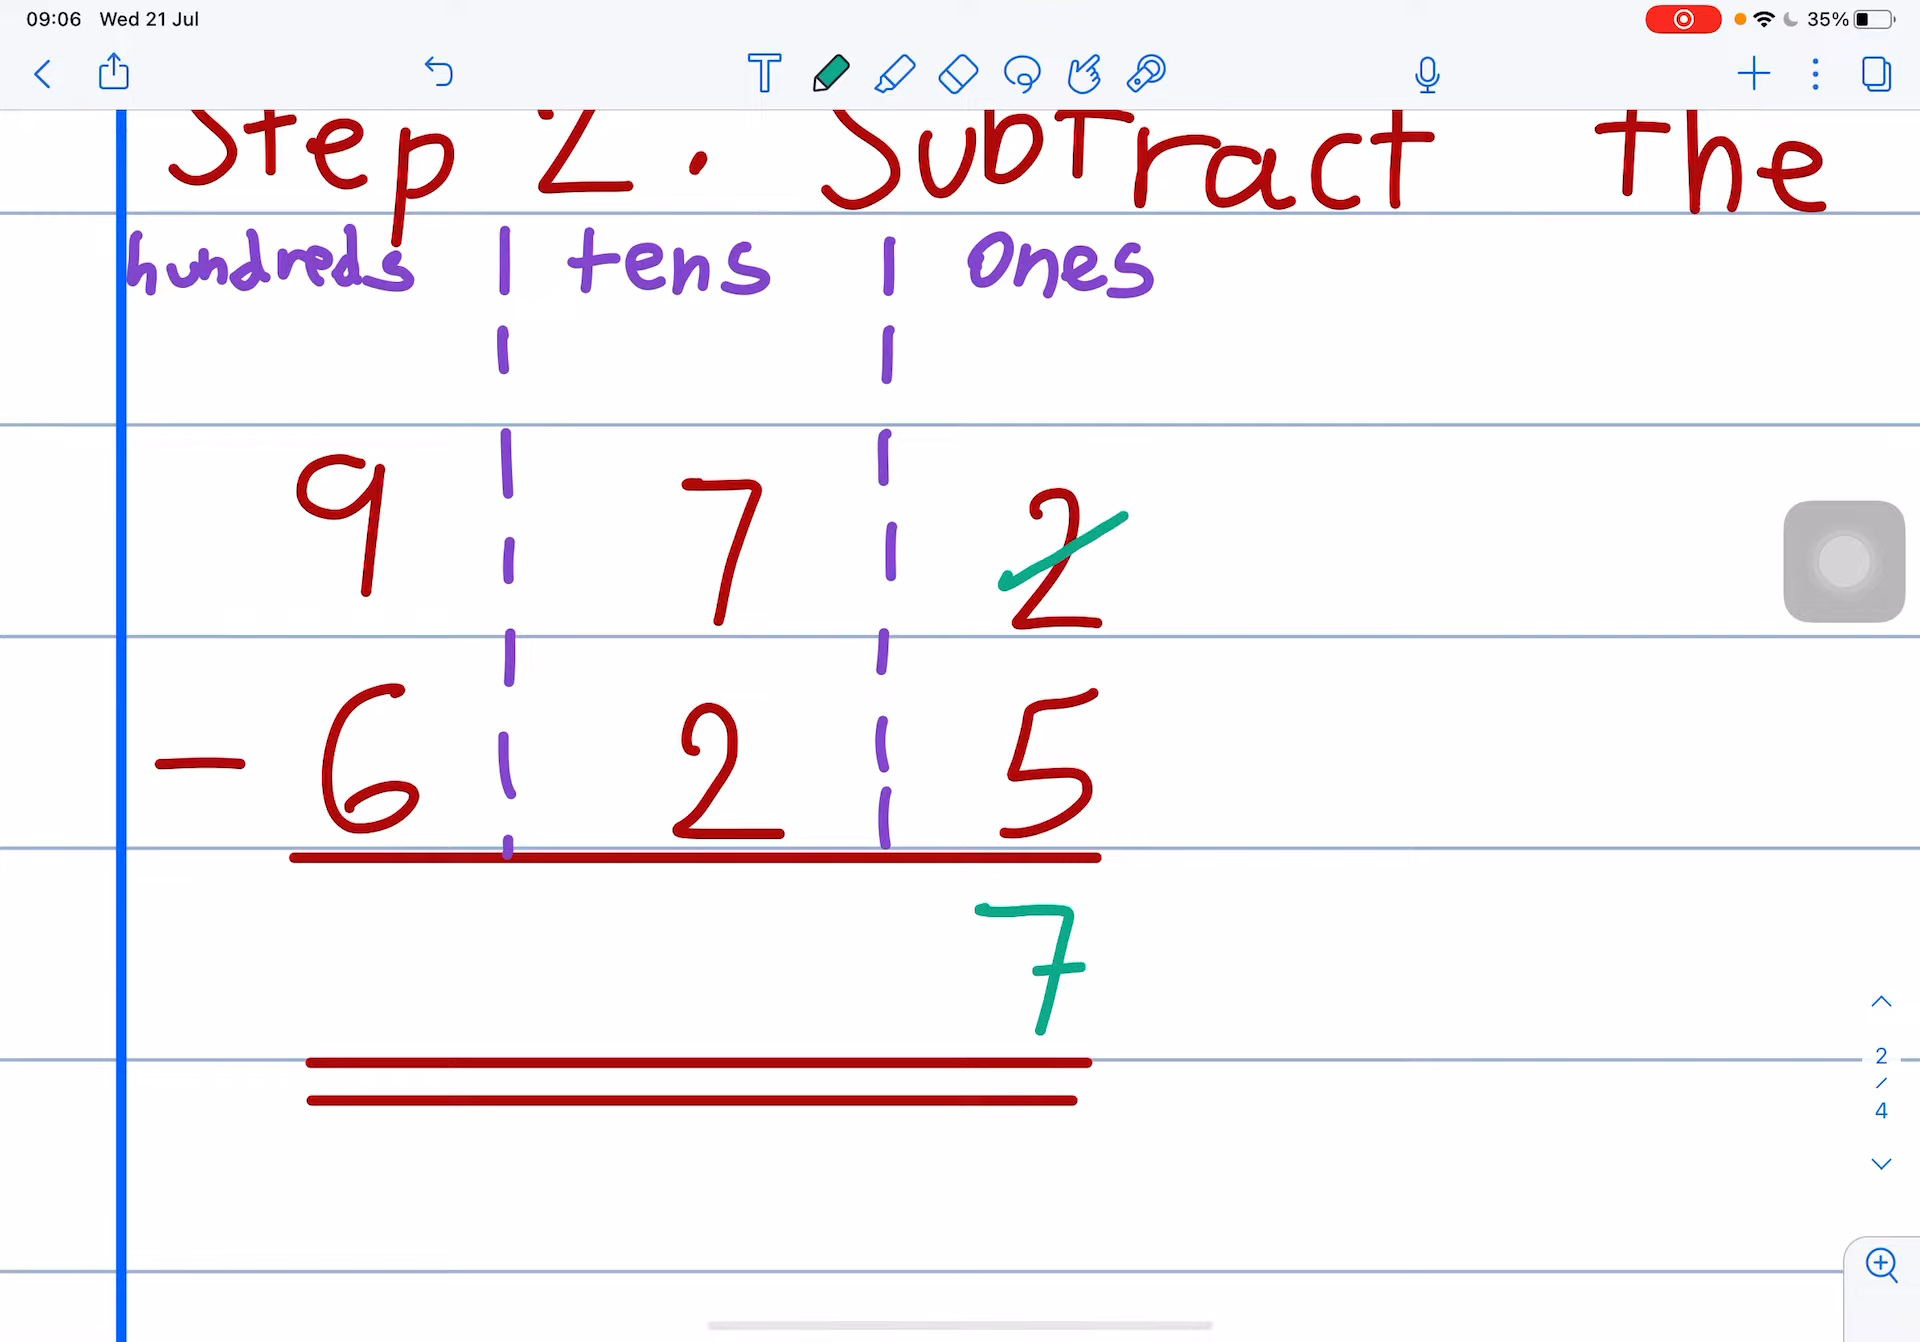 09:06 Wed 21 Jul 35%
T
Step 2. Subtract the
hundreds tens ones
9 7 2
- 6 2 5
7
2
/
4